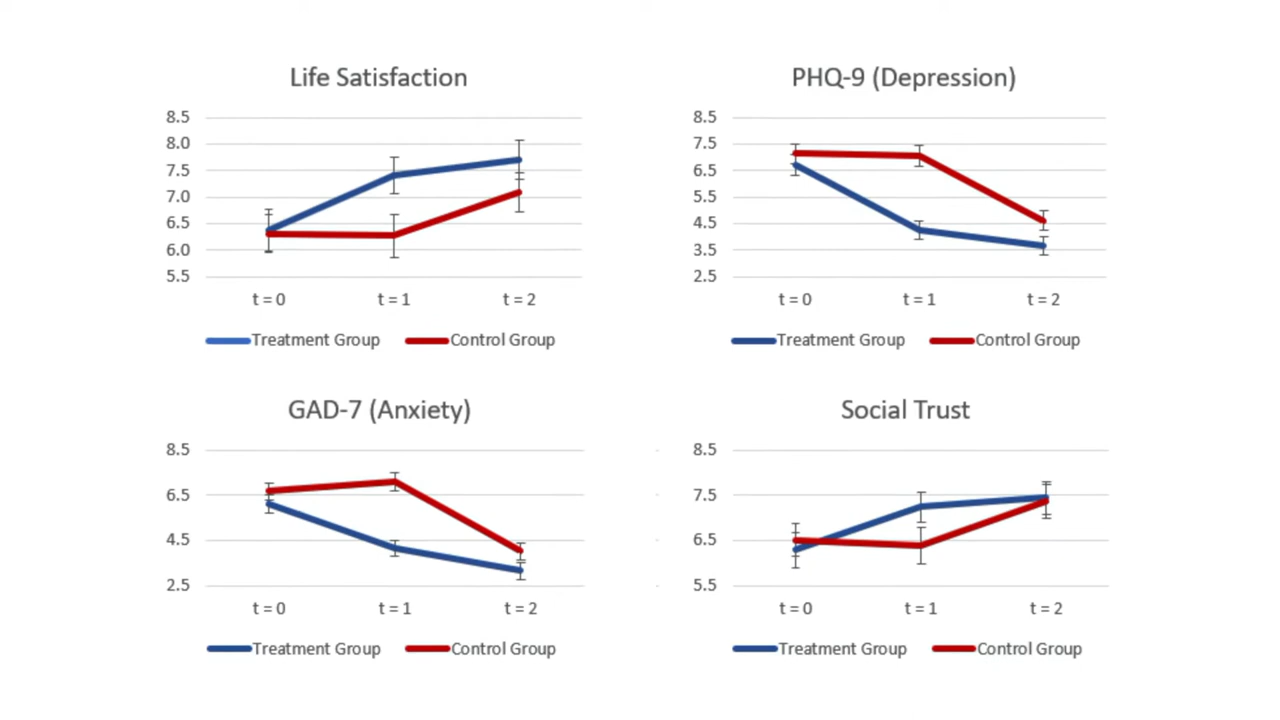 Life Satisfaction
8.5
8.0
7.5
7.0
6.5
6.0
5.5
t = 0 t = 1 t = 2
Treatment Group Control Group
PHQ-9 (Depression)
8.5
7.5
6.5
5.5
4.5
3.5
2.5
t = 0 t = 1 t = 2
Treatment Group Control Group
GAD-7 (Anxiety)
8.5
6.5
4.5
2.5
t = 0 t = 1 t = 2
Treatment Group Control Group
Social Trust
8.5
7.5
6.5
5.5
t = 0 t = 1 t = 2
Treatment Group Control Group